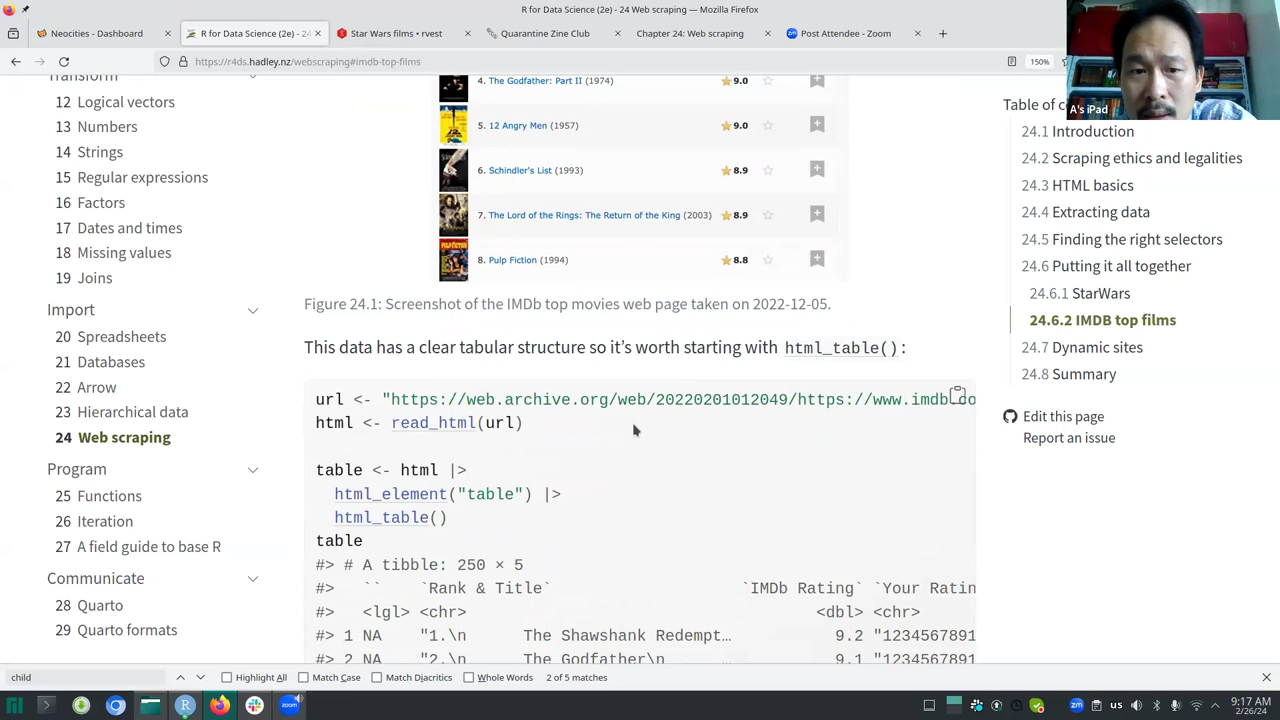 R for Data Science (2e) - 24 Web scraping — Mozilla Firefox
Neocities - Dashboard
R for Data Science (2e) - 24
Star Wars films • rvest
Quarantine Zine Club
Chapter 24: Web scraping
Post Attendee - Zoom
https://r4ds.hadley.nz/webscraping#imdb-top-films
150%
A's iPad
Transform
12 Logical vectors
13 Numbers
14 Strings
15 Regular expressions
16 Factors
17 Dates and times
18 Missing values
19 Joins
Import
20 Spreadsheets
21 Databases
22 Arrow
23 Hierarchical data
24 Web scraping
Program
25 Functions
26 Iteration
27 A field guide to base R
Communicate
28 Quarto
29 Quarto formats
4. The Godfather: Part II (1974) 9.0
5. 12 Angry Men (1957) 9.0
6. Schindler's List (1993) 8.9
7. The Lord of the Rings: The Return of the King (2003) 8.9
8. Pulp Fiction (1994) 8.8
Figure 24.1: Screenshot of the IMDb top movies web page taken on 2022-12-05.
This data has a clear tabular structure so it's worth starting with html_table():
url <- "https://web.archive.org/web/20220201012049/https://www.imdb.co
html <- read_html(url)
table <- html |>
html_element("table") |>
html_table()
table
#> # A tibble: 250 × 5
#> `` `Rank & Title` `IMDb Rating` `Your Ratin
#> <lgl> <chr> <dbl> <chr>
#> 1 NA "1.\n The Shawshank Redempt… 9.2 "1234567891
#> 2 NA "2.\n The Godfather\n 9.1 "1234567891
Table of co
24.1 Introduction
24.2 Scraping ethics and legalities
24.3 HTML basics
24.4 Extracting data
24.5 Finding the right selectors
24.6 Putting it all together
24.6.1 StarWars
24.6.2 IMDB top films
24.7 Dynamic sites
24.8 Summary
Edit this page
Report an issue
child
Highlight All
Match Case
Match Diacritics
Whole Words
2 of 5 matches
zoom
zm
us
9:17 AM
2/26/24